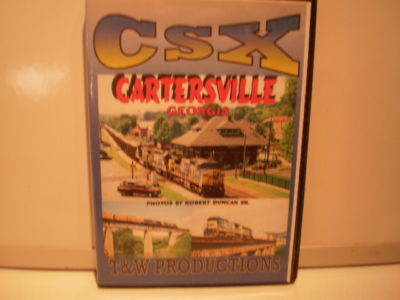 CSX
CARTERSVILLE
GEORGIA
PHOTOS BY ROBERT DUNCAN SR.
T&W PRODUCTIONS